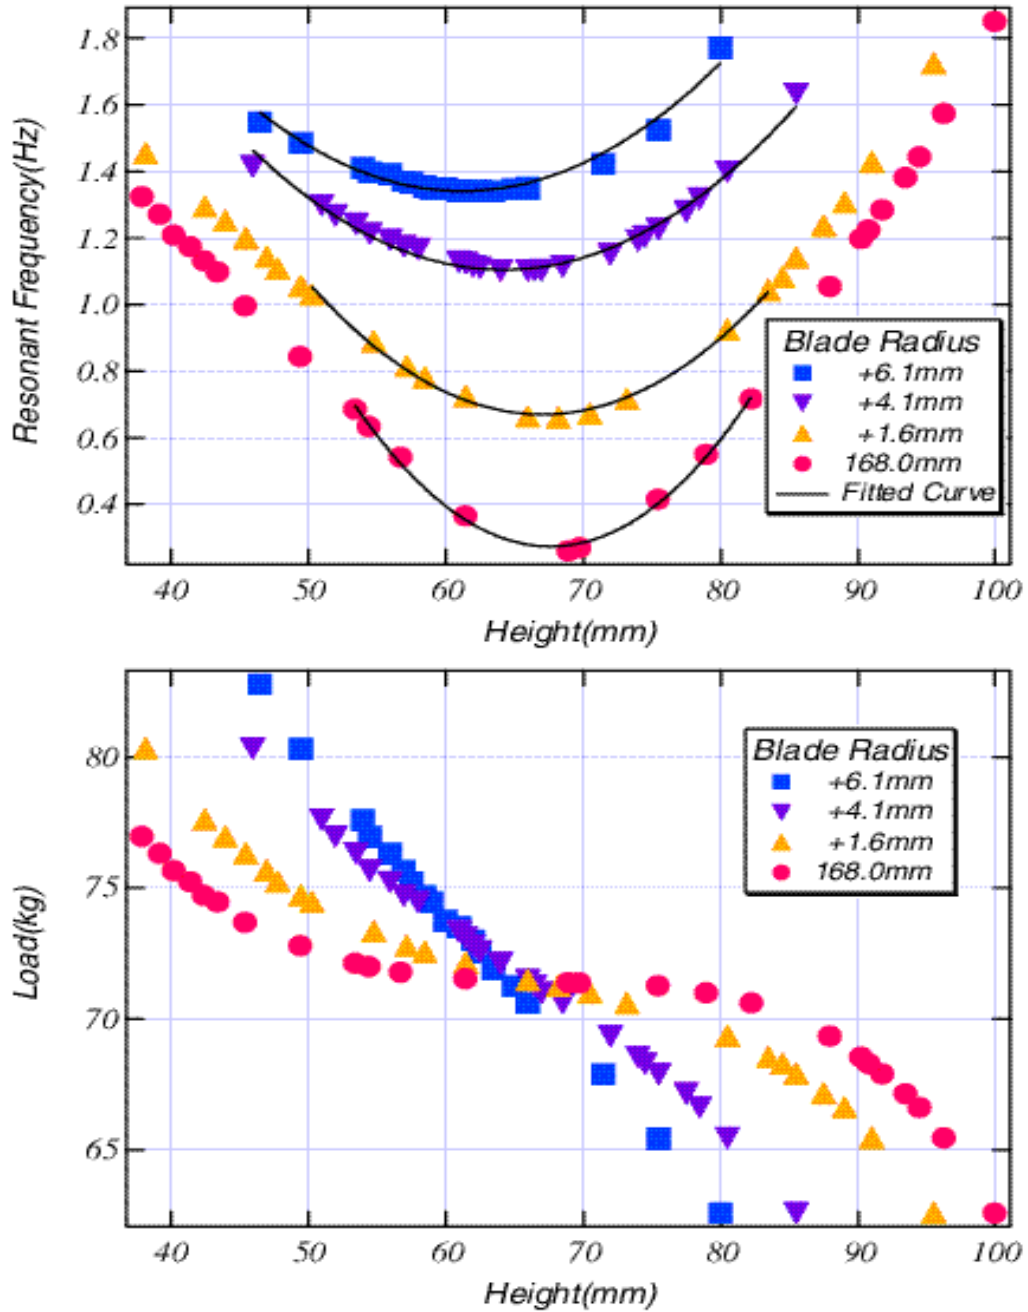 1.8
1.6
1.4
1.2
1.0
0.8
0.6
0.4
Resonant Frequency(Hz)
Blade Radius
+6.1mm
+4.1mm
+1.6mm
168.0mm
Fitted Curve
40 50 60 70 80 90 100
Height(mm)
80
75
70
65
Load(kg)
Blade Radius
+6.1mm
+4.1mm
+1.6mm
168.0mm
40 50 60 70 80 90 100
Height(mm)